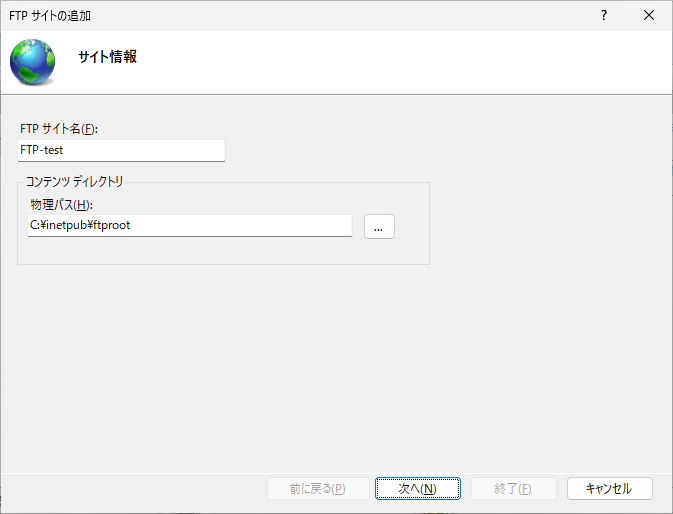 FTP サイトの追加
?
サイト情報
FTP サイト名(F):
FTP-test
コンテンツ ディレクトリ
物理パス(H):
C:¥inetpub¥ftproot
...
前に戻る(P)
次へ(N)
終了(F)
キャンセル